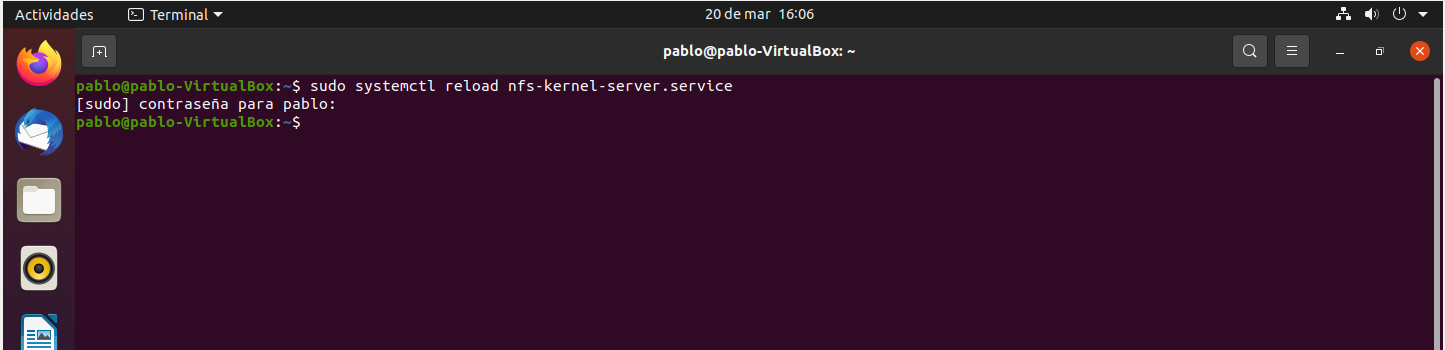 Actividades
Terminal
20 de mar 16:06
pablo@pablo-VirtualBox: ~
pablo@pablo-VirtualBox:~$ sudo systemctl reload nfs-kernel-server.service
[sudo] contraseña para pablo:
pablo@pablo-VirtualBox:~$